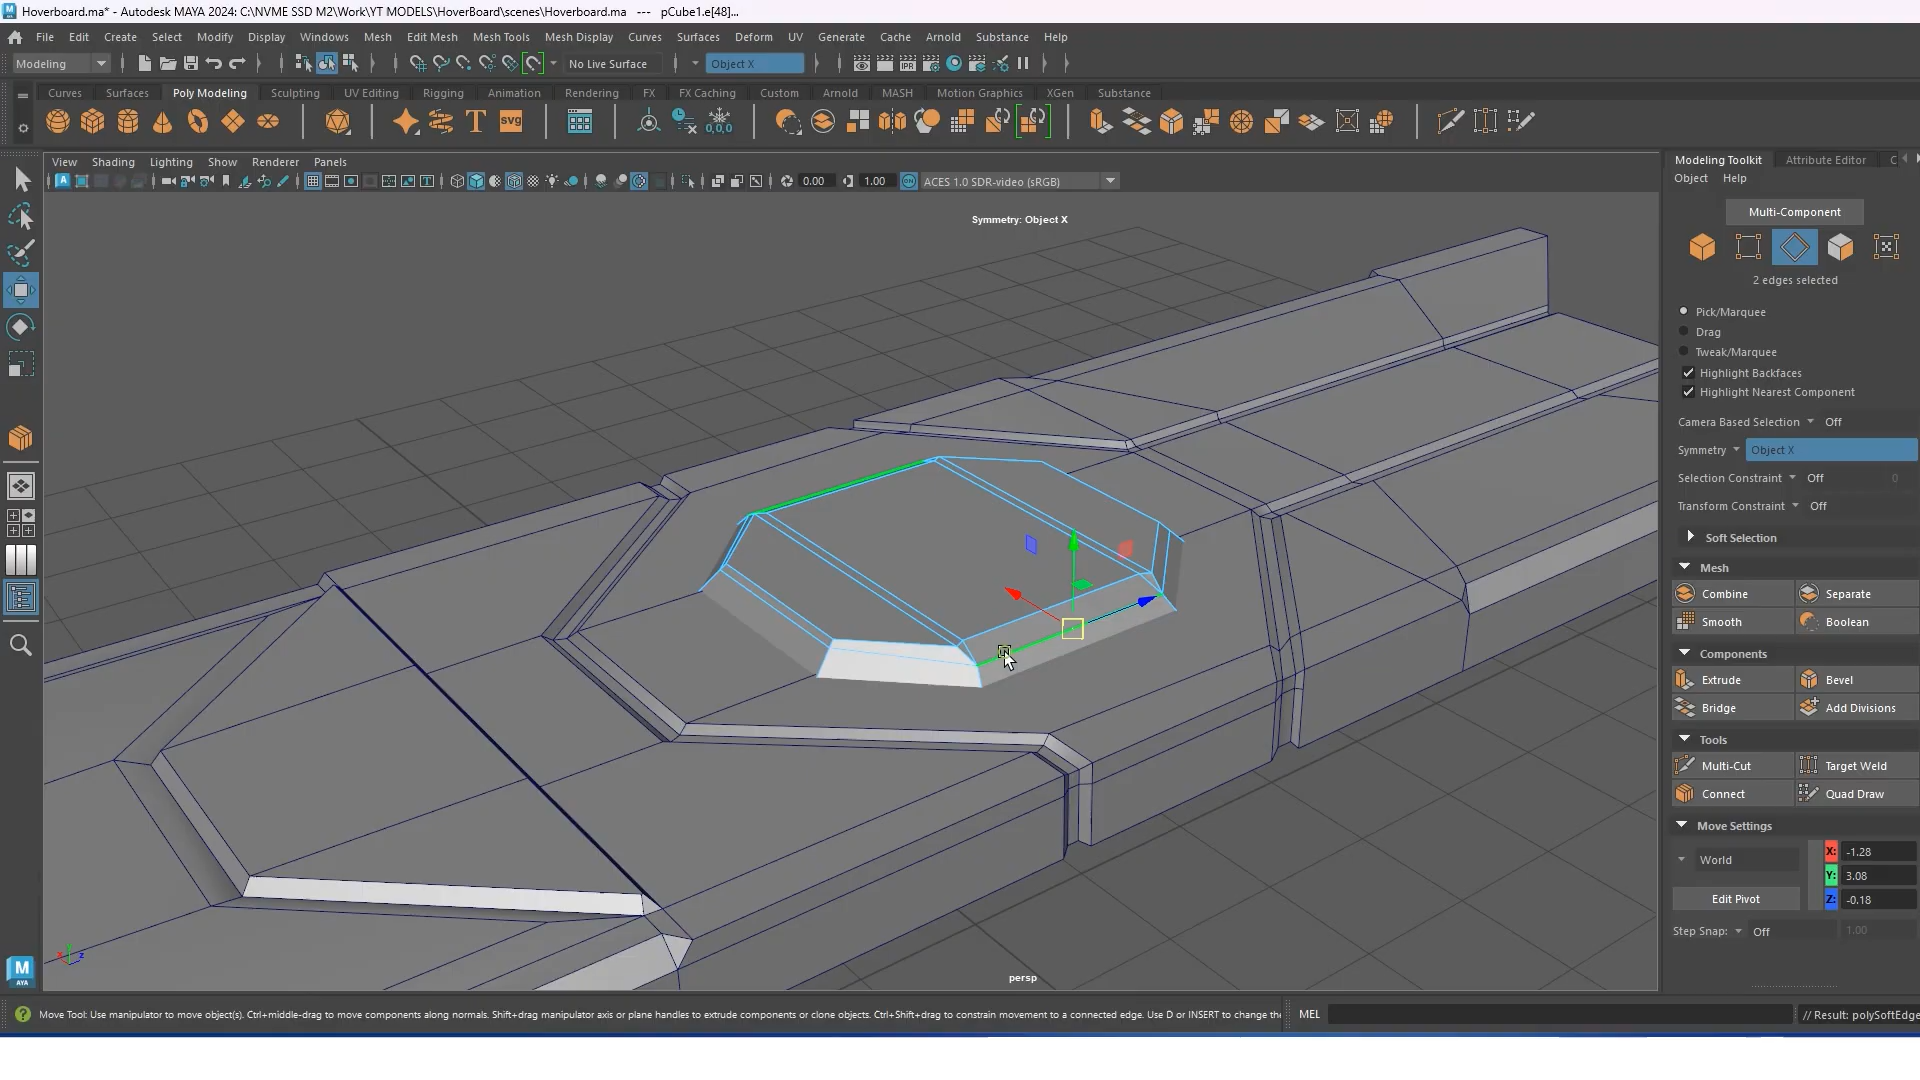 Hoverboard.ma* - Autodesk MAYA 2024: C:\NVME SSD M2\Work\YT MODELS\HoverBoard\scenes\Hoverboard.ma --- pCube1.e[48]...
File Edit Create Select Modify Display Windows Mesh Edit Mesh Mesh Tools Mesh Display Curves Surfaces Deform UV Generate Cache Arnold Substance Help
Modeling No Live Surface Object X
Curves Surfaces Poly Modeling Sculpting UV Editing Rigging Animation Rendering FX FX Caching Custom Arnold MASH Motion Graphics XGen Substance
SVG
0,0,0
View Shading Lighting Show Renderer Panels
0.00 1.00 ACES 1.0 SDR-video (sRGB)
Symmetry: Object X
persp
Modeling Toolkit Attribute Editor C
Object Help
Multi-Component
2 edges selected
Pick/Marquee
Drag
Tweak/Marquee
Highlight Backfaces
Highlight Nearest Component
Camera Based Selection Off
Symmetry Object X
Selection Constraint Off 0
Transform Constraint Off
Soft Selection
Mesh
Combine Separate
Smooth Boolean
Components
Extrude Bevel
Bridge Add Divisions
Tools
Multi-Cut Target Weld
Connect Quad Draw
Move Settings
World X: -1.28
Y: 3.08
Edit Pivot Z: -0.18
Step Snap: Off 1.00
M
AYA
Move Tool: Use manipulator to move object(s). Ctrl+middle-drag to move components along normals. Shift+drag manipulator axis or plane handles to extrude components or clone objects. Ctrl+Shift+drag to constrain movement to a connected edge. Use D or INSERT to change th
MEL // Result: polySoftEdge